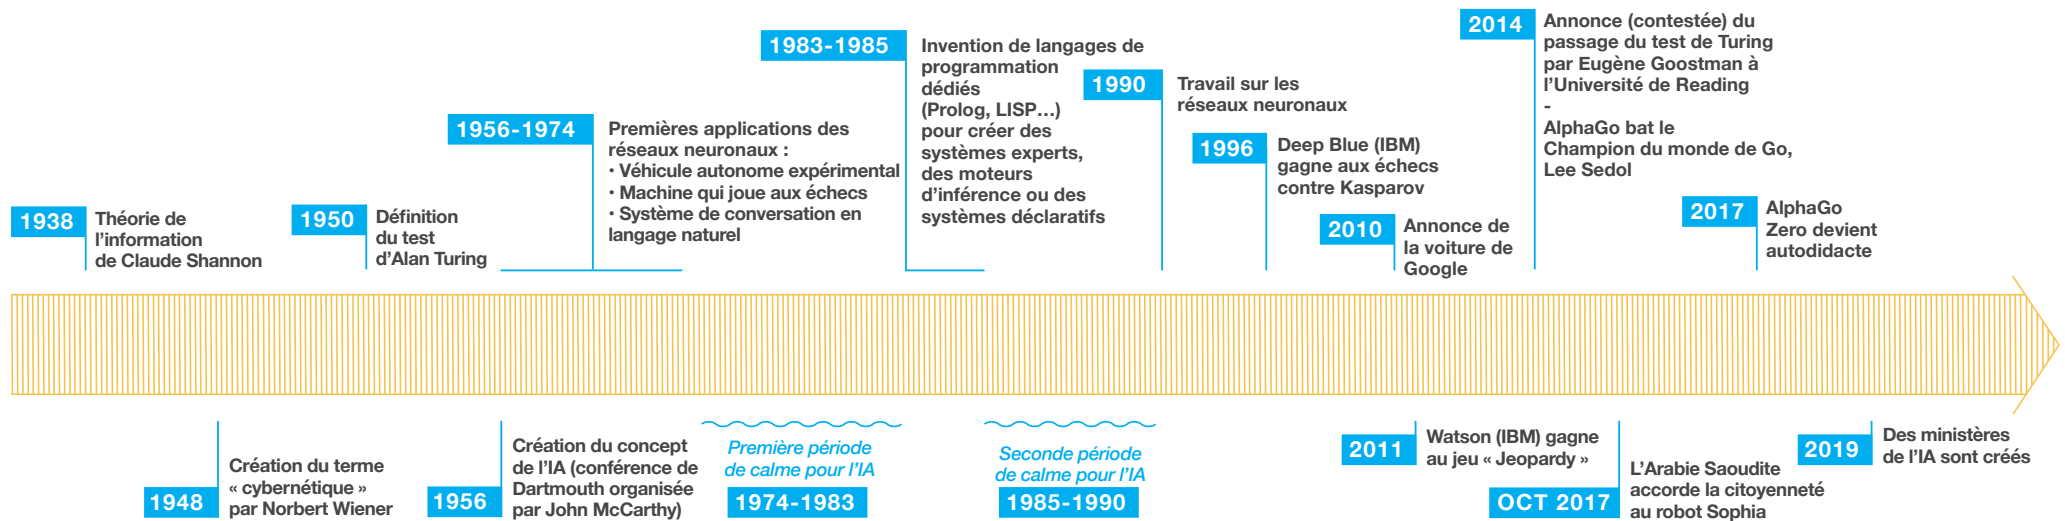 1938
Théorie de
l’information
de Claude Shannon
1950
Définition
du test
d’Alan Turing
1956-1974
Premières applications des
réseaux neuronaux :
• Véhicule autonome expérimental
• Machine qui joue aux échecs
• Système de conversation en
langage naturel
1983-1985
Invention de langages de
programmation
dédiés
(Prolog, LISP…)
pour créer des
systèmes experts,
des moteurs
d’inférence ou des
systèmes déclaratifs
1990
Travail sur les
réseaux neuronaux
1996
Deep Blue (IBM)
gagne aux échecs
contre Kasparov
2010
Annonce de
la voiture de
Google
2014
Annonce (contestée) du
passage du test de Turing
par Eugène Goostman à
l’Université de Reading
-
AlphaGo bat le
Champion du monde de Go,
Lee Sedol
2017
AlphaGo
Zero devient
autodidacte
1948
Création du terme
« cybernétique »
par Norbert Wiener
1956
Création du concept
de l’IA (conférence de
Dartmouth organisée
par John McCarthy)
Première période
de calme pour l’IA
1974-1983
Seconde période
de calme pour l’IA
1985-1990
2011
Watson (IBM) gagne
au jeu « Jeopardy »
OCT 2017
L’Arabie Saoudite
accorde la citoyenneté
au robot Sophia
2019
Des ministères
de l’IA sont créés